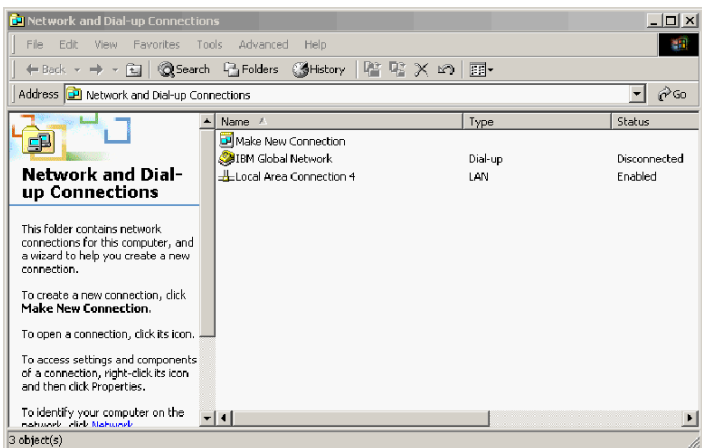 Network and Dial-up Connections
File Edit View Favorites Tools Advanced Help
Back Search Folders History
Address Network and Dial-up Connections Go
Name Type Status
Make New Connection
IBM Global Network Dial-up Disconnected
Local Area Connection 4 LAN Enabled
Network and Dial-
up Connections
This folder contains network
connections for this computer, and
a wizard to help you create a new
connection.
To create a new connection, click
Make New Connection.
To open a connection, click its icon.
To access settings and components
of a connection, right-click its icon
and then click Properties.
To identify your computer on the
network, click Network
3 object(s)